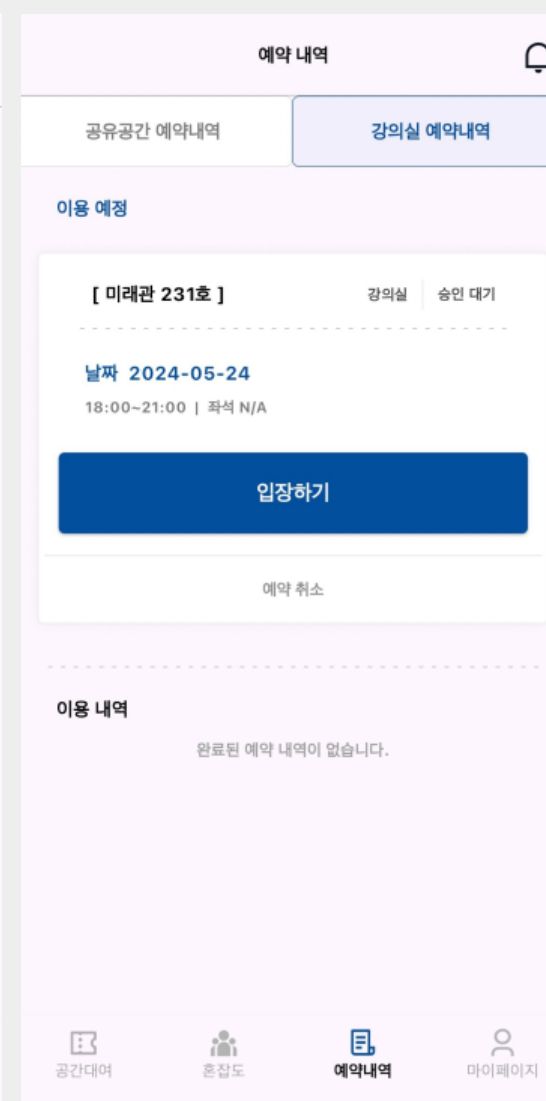 예약 내역
공유공간 예약내역 강의실 예약내역
이용 예정
[ 미래관 231호 ] 강의실 승인 대기
날짜 2024-05-24
18:00~21:00 | 좌석 N/A
입장하기
예약 취소
이용 내역
완료된 예약 내역이 없습니다.
공간대여 혼잡도 예약내역 마이페이지